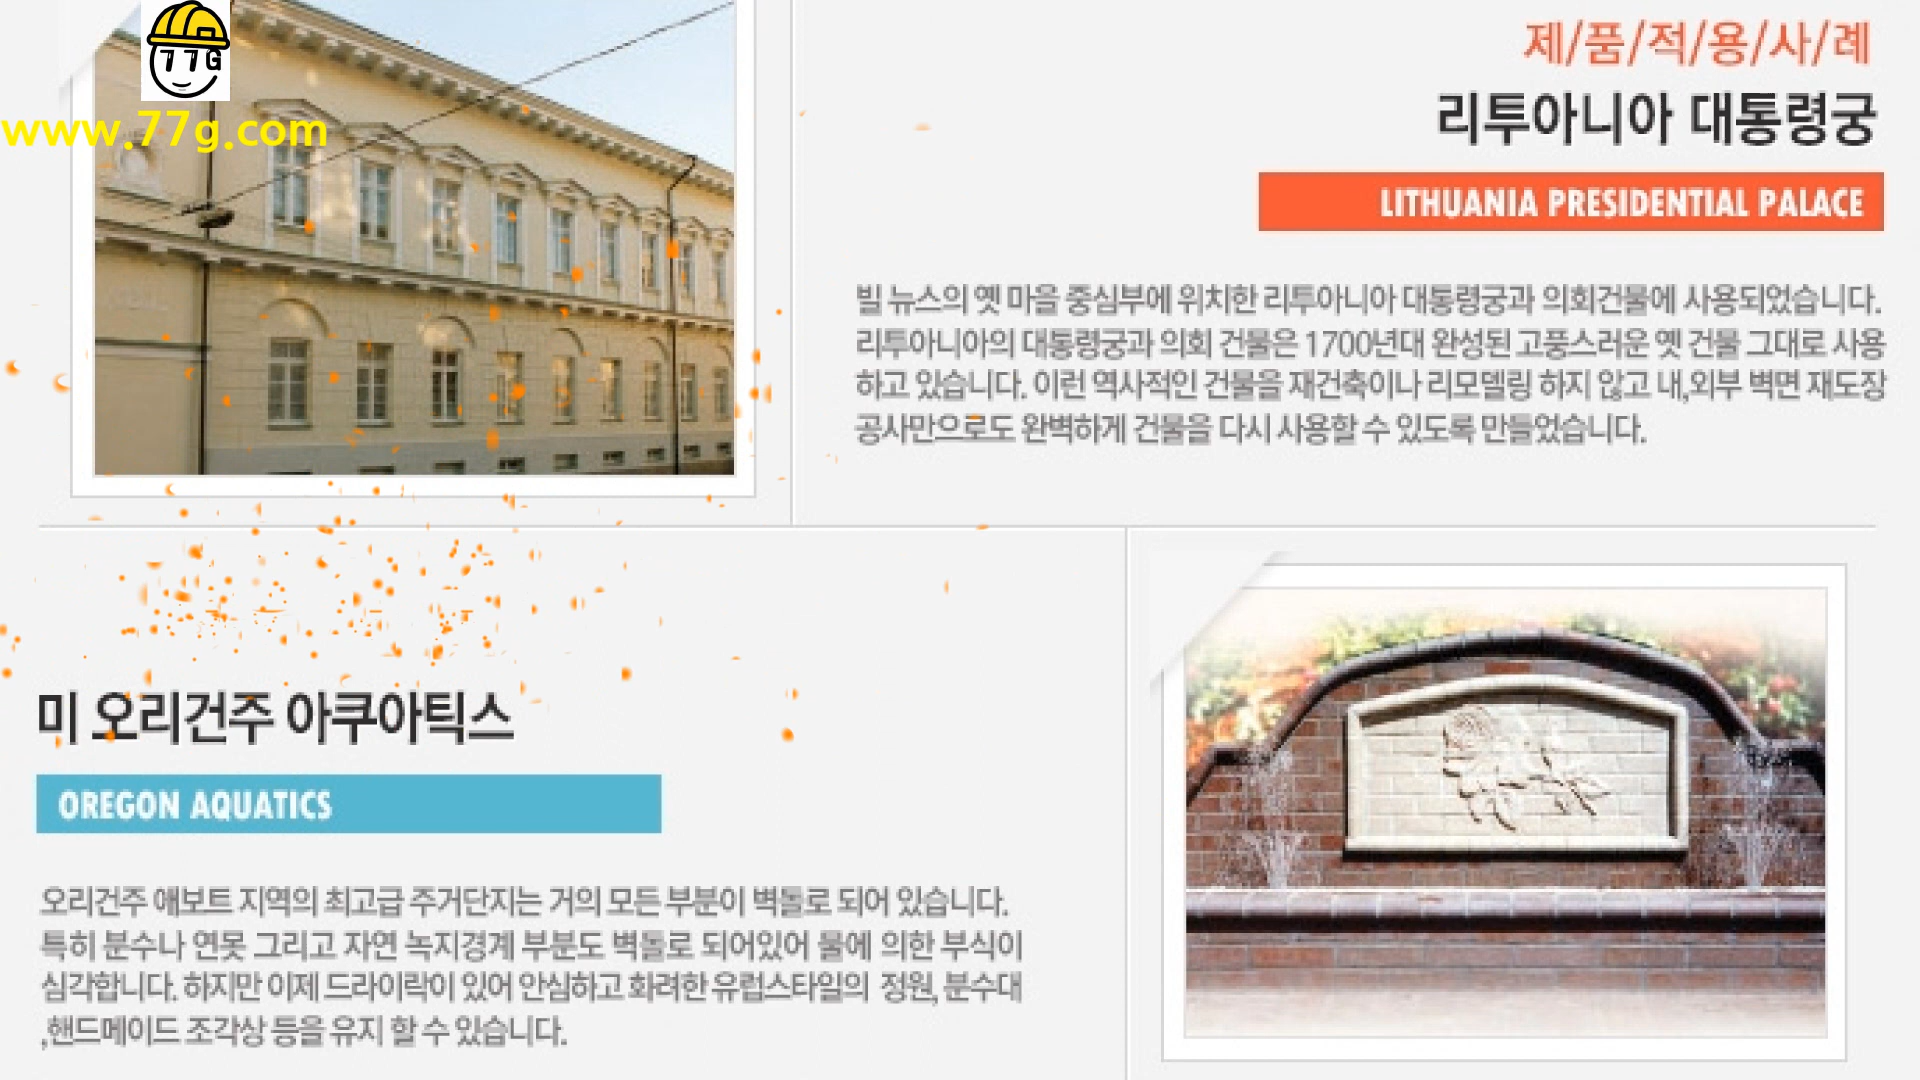 77G
www.77g.com
제/품/적/용/사/례
리투아니아 대통령궁
LITHUANIA PRESIDENTIAL PALACE
빌 뉴스의 옛 마을 중심부에 위치한 리투아니아 대통령궁과 의회건물에 사용되었습니다.
리투아니아의 대통령궁과 의회 건물은 1700년대 완성된 고풍스러운 옛 건물 그대로 사용
하고 있습니다. 이런 역사적인 건물을 재건축이나 리모델링 하지 않고 내,외부 벽면 재도장
공사만으로도 완벽하게 건물을 다시 사용할 수 있도록 만들었습니다.
미 오리건주 아쿠아틱스
OREGON AQUATICS
오리건주 애보트 지역의 최고급 주거단지는 거의 모든 부분이 벽돌로 되어 있습니다.
특히 분수나 연못 그리고 자연 녹지경계 부분도 벽돌로 되어있어 물에 의한 부식이
심각합니다. 하지만 이제 드라이락이 있어 안심하고 화려한 유럽스타일의 정원, 분수대
,핸드메이드 조각상 등을 유지 할 수 있습니다.